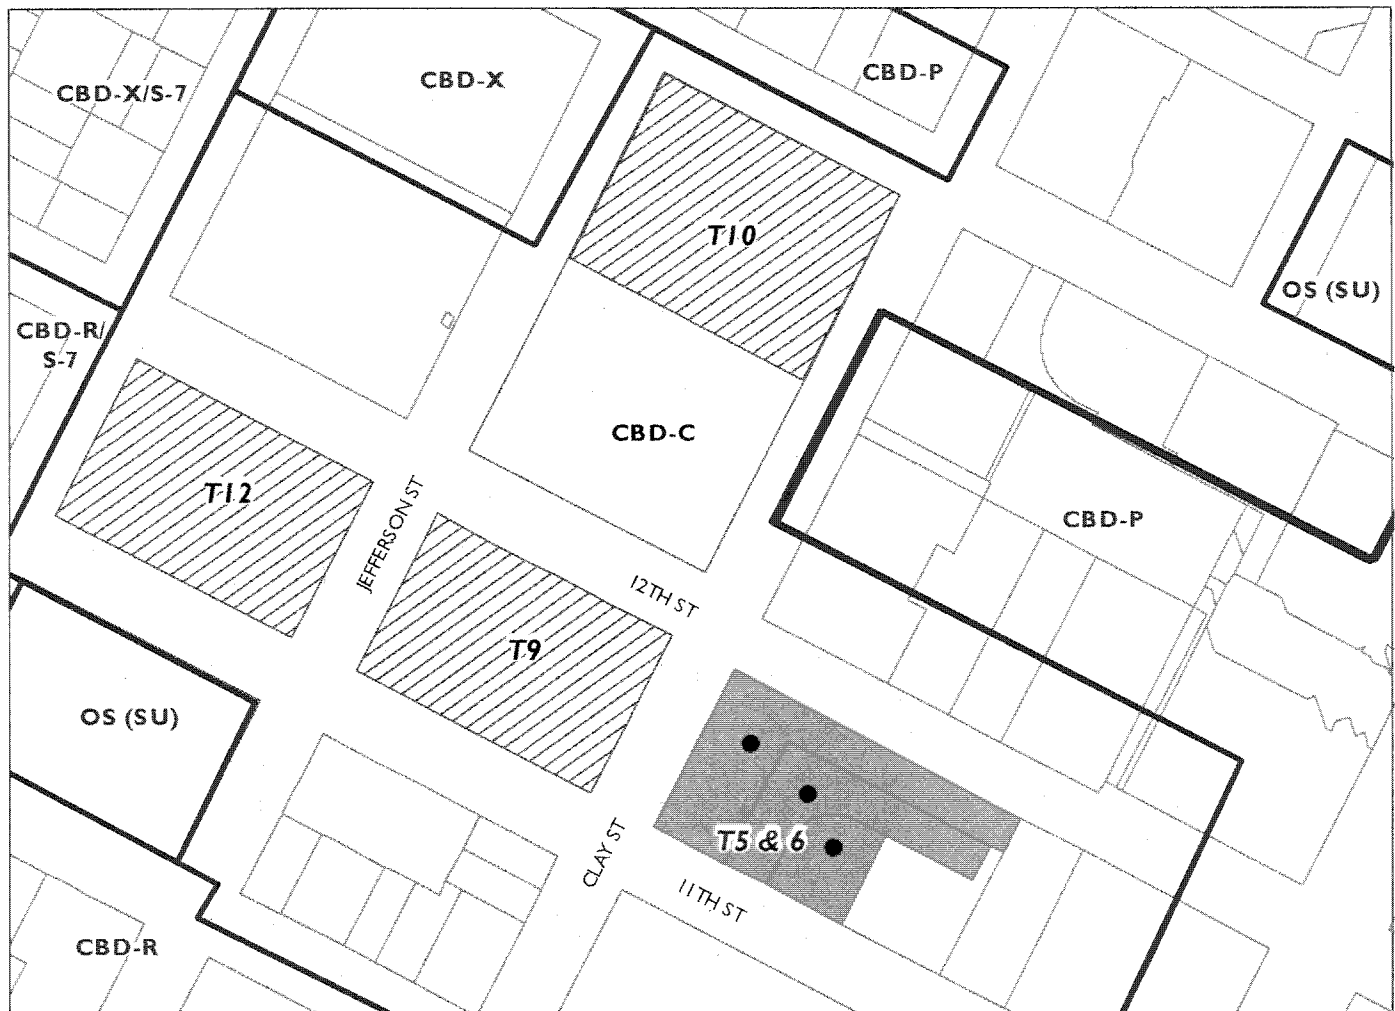 CBD-X/S-7
CBD-X
CBD-P
T10
OS (SU)
CBD-R/
S-7
CBD-C
T12
JEFFERSON ST
CBD-P
12TH ST
T9
OS (SU)
T5 & 6
CLAY ST
11TH ST
CBD-R